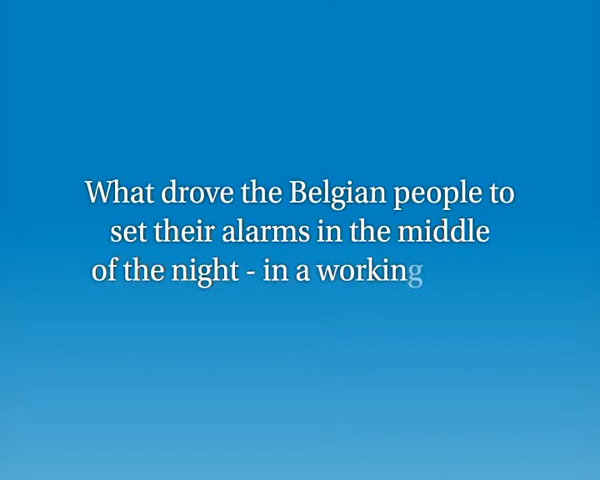 What drove the Belgian people to
set their alarms in the middle
of the night - in a working